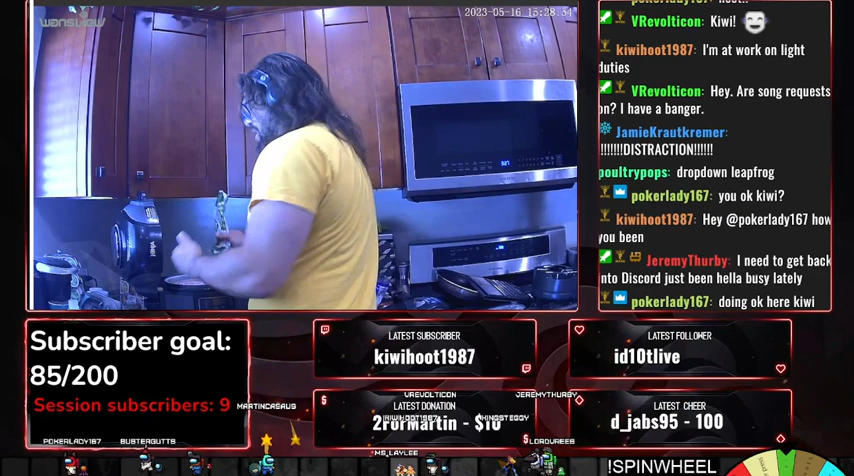 wansview
2023-05-16 15:28:34
VRevolticon: Kiwi!
kiwihoot1987: I'm at work on light
duties
VRevolticon: Hey. Are song requests
on? I have a banger.
JamieKrautkremer:
!!!!!!!DISTRACTION!!!!!!
poultrypops: dropdown leapfrog
pokerlady167: you ok kiwi?
kiwihoot1987: Hey @pokerlady167 how
you been
JeremyThurby: I need to get back
into Discord just been hella busy lately
pokerlady167: doing ok here kiwi
Subscriber goal:
85/200
Session subscribers: 9
LATEST SUBSCRIBER
kiwihoot1987
LATEST FOLLOWER
id10tlive
LATEST DONATION
2forMartin - $10
LATEST CHEER
d_jabs95 - 100
VREVOLTICON
JEREMYTHURBY
MARTINCASAUS
KIWIHOOT1987
POKERLADY167
BUSTERGUTTS
MS_LAYLEE
!SPINWHEEL